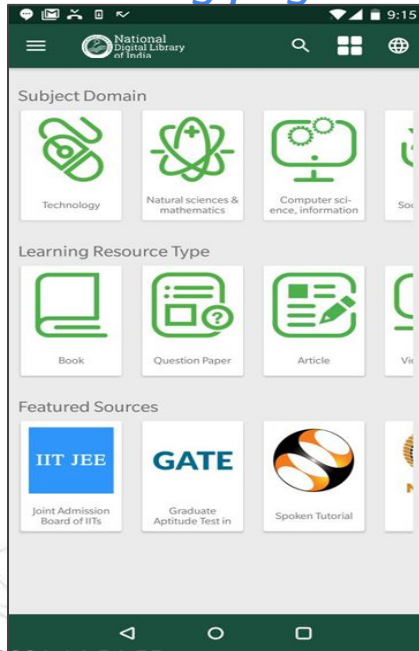 9:15
National
Digital Library
of India
Subject Domain
Technology
Natural sciences &
mathematics
Computer sci-
ence, information
Learning Resource Type
Book
Question Paper
Article
Featured Sources
IIT JEE
GATE
Joint Admission
Board of IITs
Graduate
Aptitude Test in
Spoken Tutorial